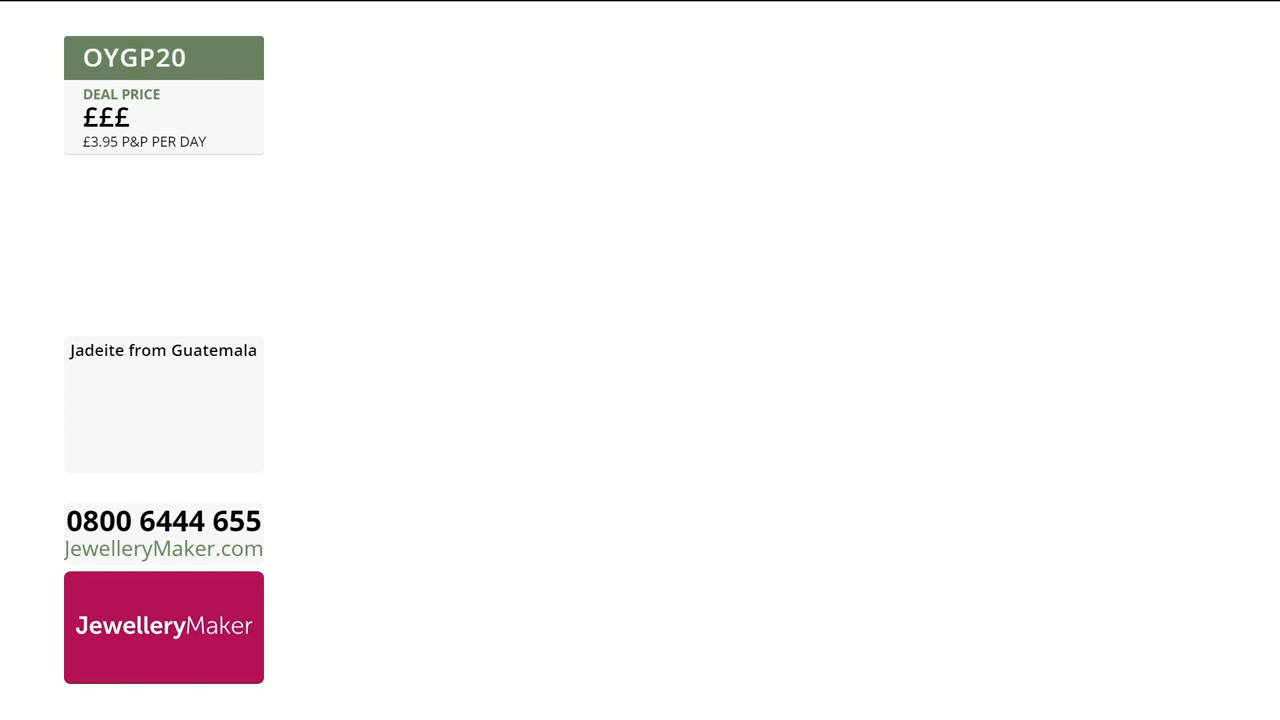 OYGP20
DEAL PRICE
£££
£3.95 P&P PER DAY
Jadeite from Guatemala
0800 6444 655
JewelleryMaker.com
JewelleryMaker